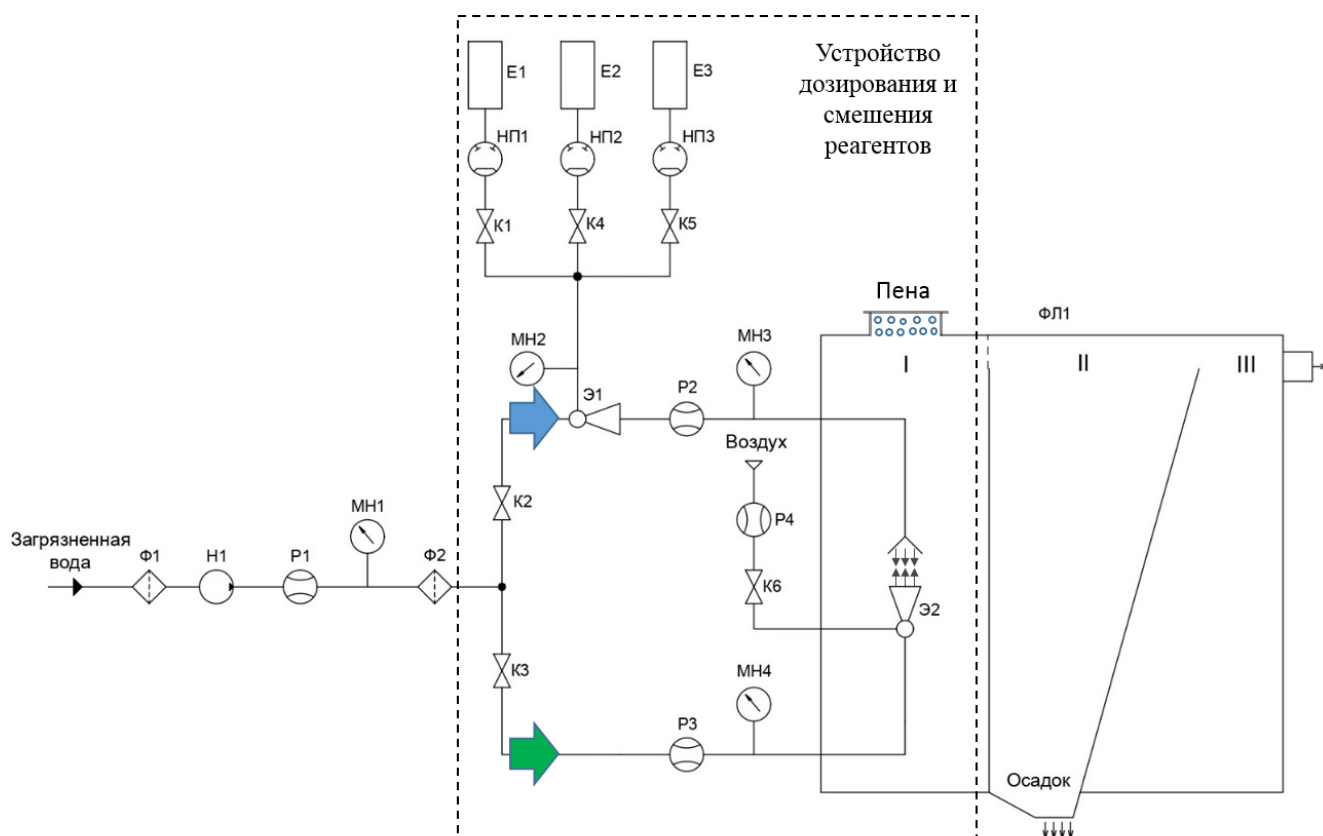 Устройство
дозирования и
смешения
реагентов
Е1
Е2
Е3
НП1
НП2
НП3
К1
К4
К5
Пена
ФЛ1
МН2
МН3
I
II
III
Э1
Р2
Воздух
К2
Р4
МН1
Загрязненная
вода
Ф1
Н1
Р1
Ф2
К6
Э2
К3
МН4
Р3
Осадок